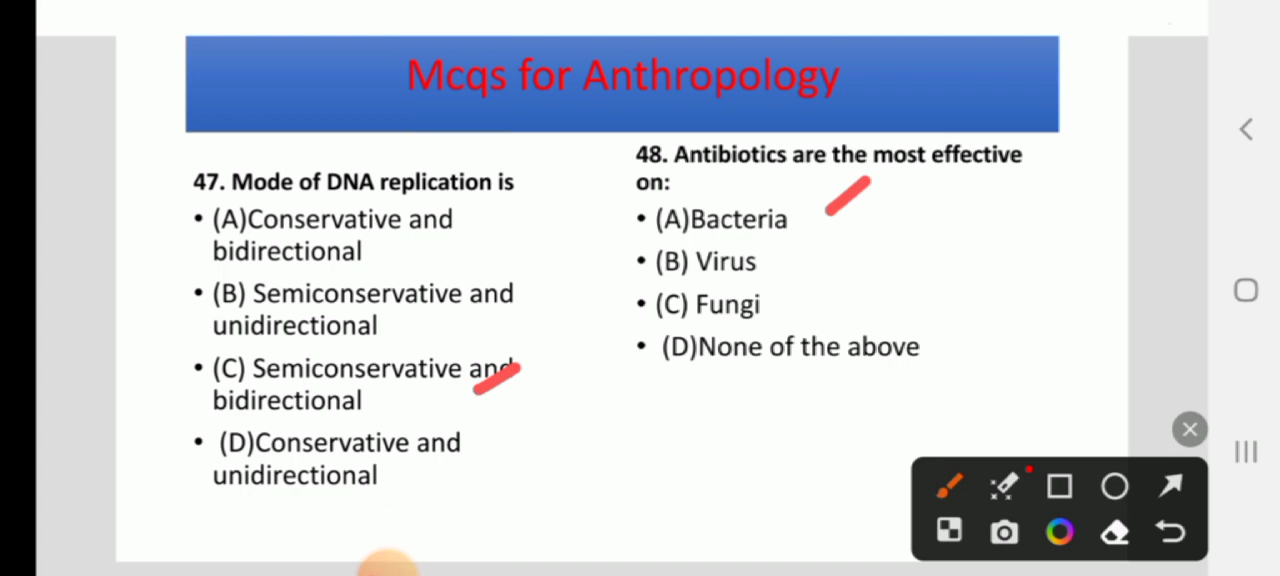 Mcqs for Anthropology
47. Mode of DNA replication is
• (A)Conservative and
bidirectional
• (B) Semiconservative and
unidirectional
• (C) Semiconservative and
bidirectional
• (D)Conservative and
unidirectional
48. Antibiotics are the most effective
on:
• (A)Bacteria
• (B) Virus
• (C) Fungi
• (D)None of the above